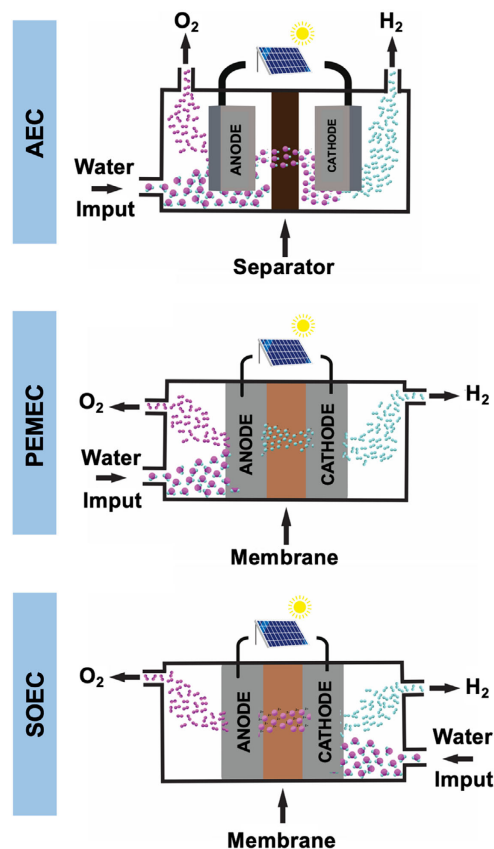 AEC
O2
H2
ANODE
CATHODE
Water
Imput
Separator
PEMEC
O2
H2
ANODE
CATHODE
Water
Imput
Membrane
SOEC
O2
H2
ANODE
CATHODE
Water
Imput
Membrane